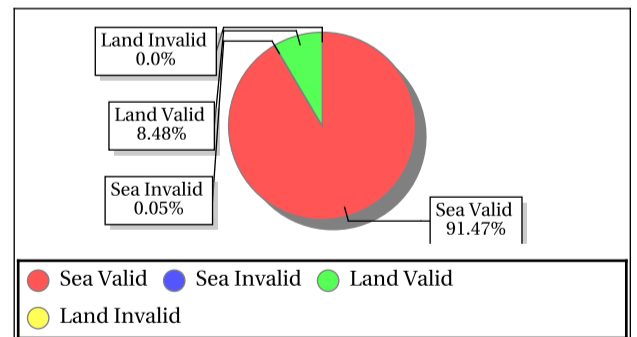 Land Invalid
0.0%
Land Valid
8.48%
Sea Invalid
0.05%
Sea Valid
91.47%
Sea Valid Sea Invalid Land Valid
Land Invalid